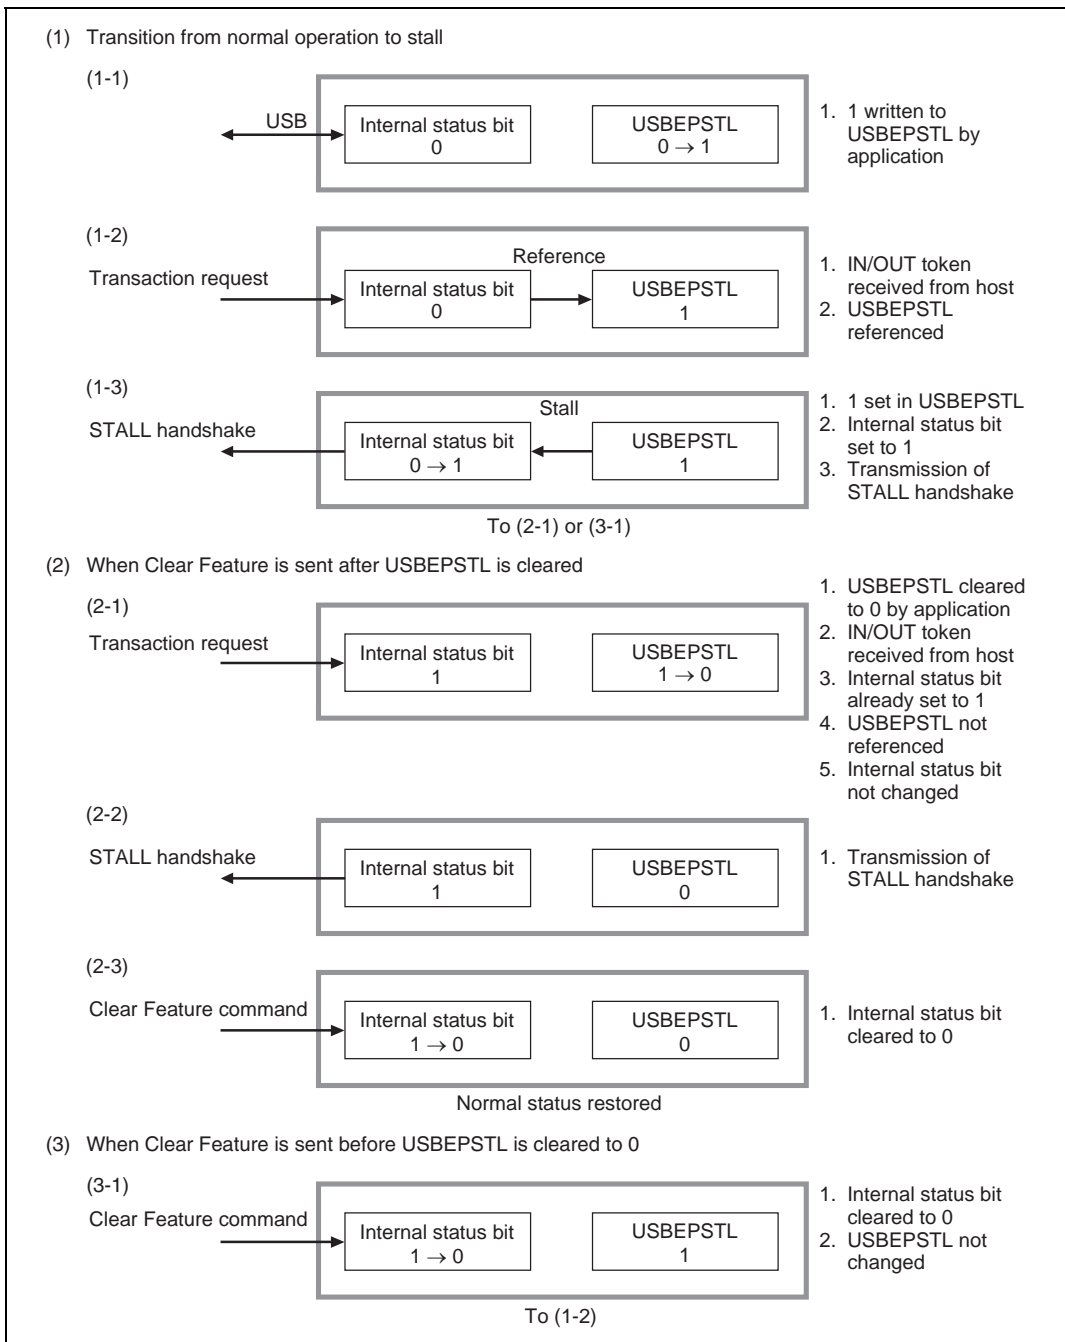 (1) Transition from normal operation to stall
(1-1)
USB
Internal status bit
0
USBEPSTL
0 → 1
1. 1 written to
USBEPSTL by
application
(1-2)
Transaction request
Reference
Internal status bit
0
USBEPSTL
1
1. IN/OUT token
received from host
2. USBEPSTL
referenced
(1-3)
STALL handshake
Stall
Internal status bit
0 → 1
USBEPSTL
1
1. 1 set in USBEPSTL
2. Internal status bit
set to 1
3. Transmission of
STALL handshake
To (2-1) or (3-1)
(2) When Clear Feature is sent after USBEPSTL is cleared
(2-1)
Transaction request
Internal status bit
1
USBEPSTL
1 → 0
1. USBEPSTL cleared
to 0 by application
2. IN/OUT token
received from host
3. Internal status bit
already set to 1
4. USBEPSTL not
referenced
5. Internal status bit
not changed
(2-2)
STALL handshake
Internal status bit
1
USBEPSTL
0
1. Transmission of
STALL handshake
(2-3)
Clear Feature command
Internal status bit
1 → 0
USBEPSTL
0
1. Internal status bit
cleared to 0
Normal status restored
(3) When Clear Feature is sent before USBEPSTL is cleared to 0
(3-1)
Clear Feature command
Internal status bit
1 → 0
USBEPSTL
1
1. Internal status bit
cleared to 0
2. USBEPSTL not
changed
To (1-2)